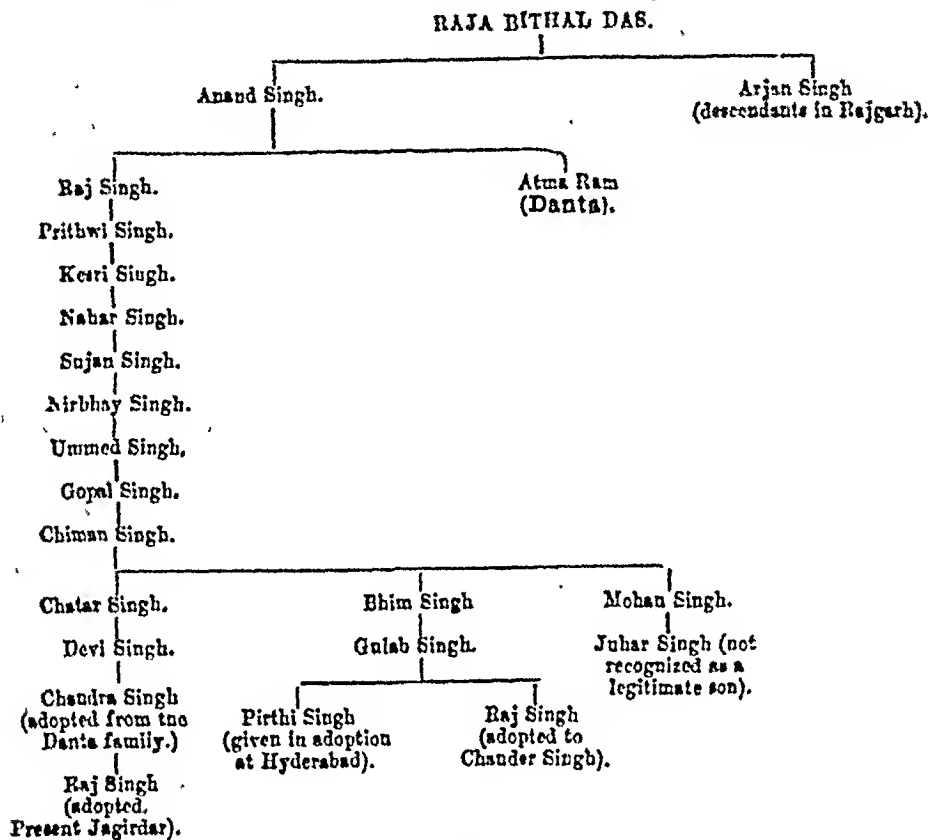 RAJA BITHAL DAS.
Anand Singh.
Arjan Singh
(descendants in Rajgarh).
Raj Singh.
Atma Ram
(Danta).
Prithwi Singh.
Kesri Singh.
Nahar Singh.
Sujan Singh.
Nirbhay Singh.
Ummed Singh.
Gopal Singh.
Chiman Singh.
Chatar Singh.
Bhim Singh
Mohan Singh.
Devi Singh.
Gulab Singh.
Juhar Singh (not
recognized as a
legitimate son).
Chandra Singh
(adopted from the
Danta family.)
Pirthi Singh
(given in adoption
at Hyderabad).
Raj Singh
(adopted to
Chander Singh).
Raj Singh
(adopted.
Present Jagirdar).